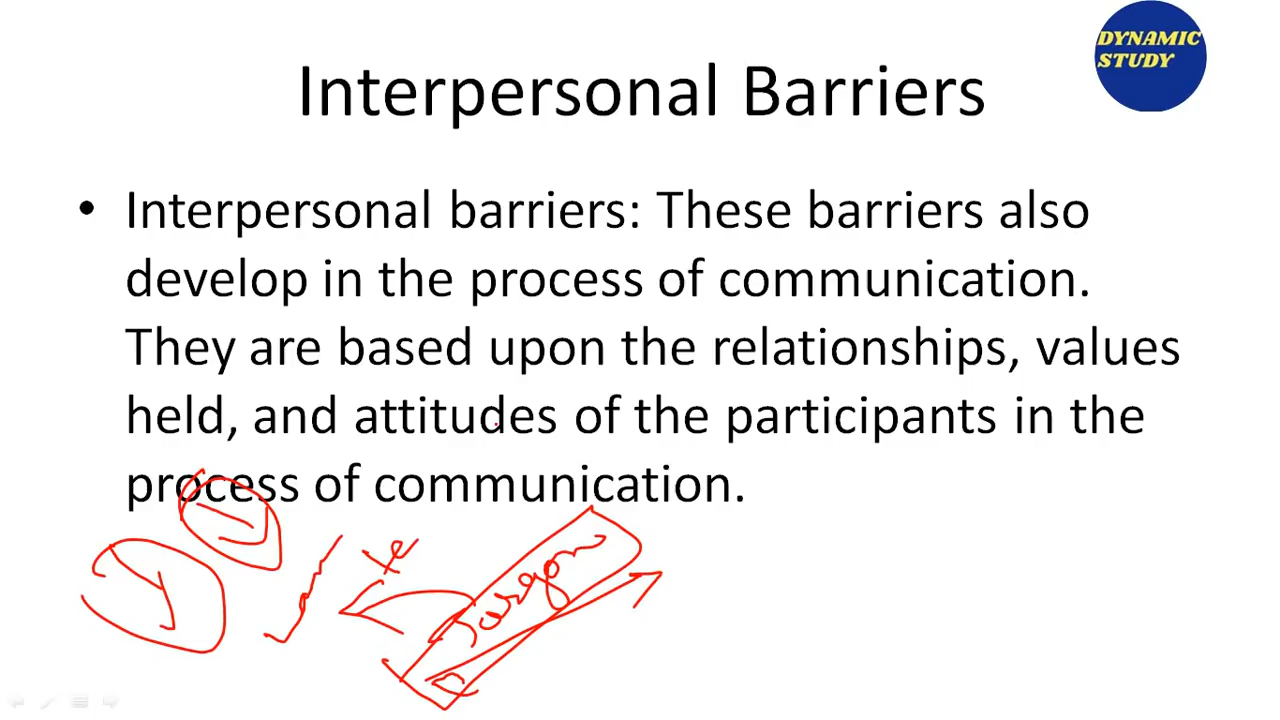 DYNAMIC
STUDY
Interpersonal Barriers
• Interpersonal barriers: These barriers also
develop in the process of communication.
They are based upon the relationships, values
held, and attitudes of the participants in the
process of communication.
+e
Jargon